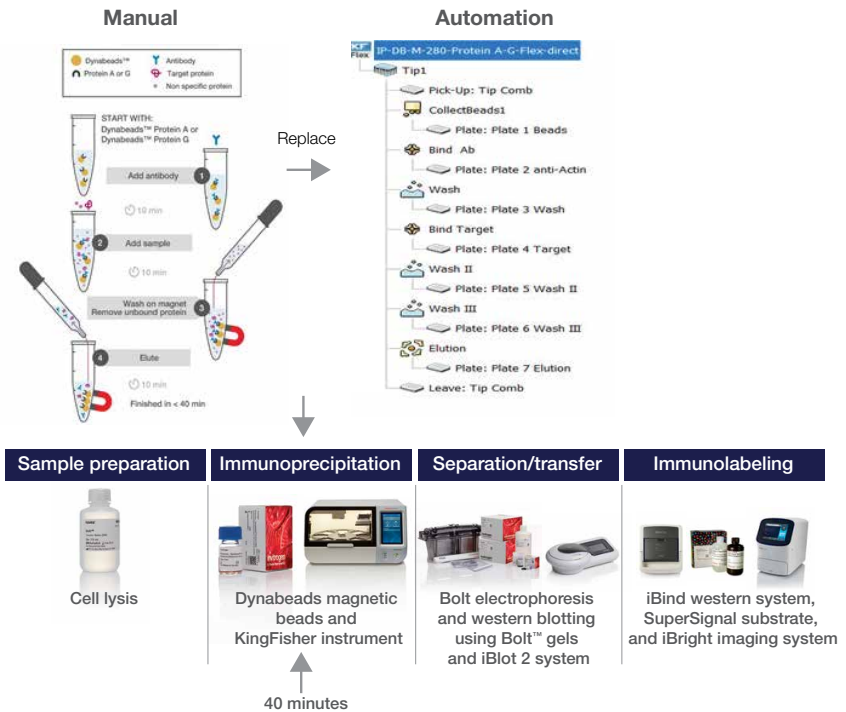 Manual
Automation
Dynabeads™
Antibody
Protein A or G
Target protein
Non specific protein
START WITH:
Dynabeads™ Protein A or
Dynabeads™ Protein G
Add antibody
1
10 min
2
Add sample
10 min
Wash on magnet
Remove unbound protein
3
4
Elute
10 min
Finished in < 40 min
Replace
KF
Flex
IP-DB-M-280-Protein A-G-Flex-direct
Tip1
Pick-Up: Tip Comb
CollectBeads1
Plate: Plate 1 Beads
Bind Ab
Plate: Plate 2 anti-Actin
Wash
Plate: Plate 3 Wash
Bind Target
Plate: Plate 4 Target
Wash II
Plate: Plate 5 Wash II
Wash III
Plate: Plate 6 Wash III
Elution
Plate: Plate 7 Elution
Leave: Tip Comb
Sample preparation
Immunoprecipitation
Separation/transfer
Immunolabeling
invitrogen
Cell lysis
Dynabeads magnetic
beads and
KingFisher instrument
Bolt electrophoresis
and western blotting
using Bolt™ gels
and iBlot 2 system
iBind western system,
SuperSignal substrate,
and iBright imaging system
40 minutes